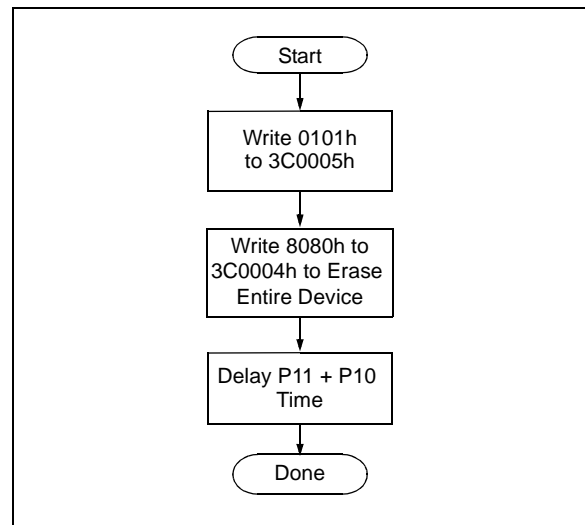 Start
Write 0101h
to 3C0005h
Write 8080h to
3C0004h to Erase
Entire Device
Delay P11 + P10
Time
Done